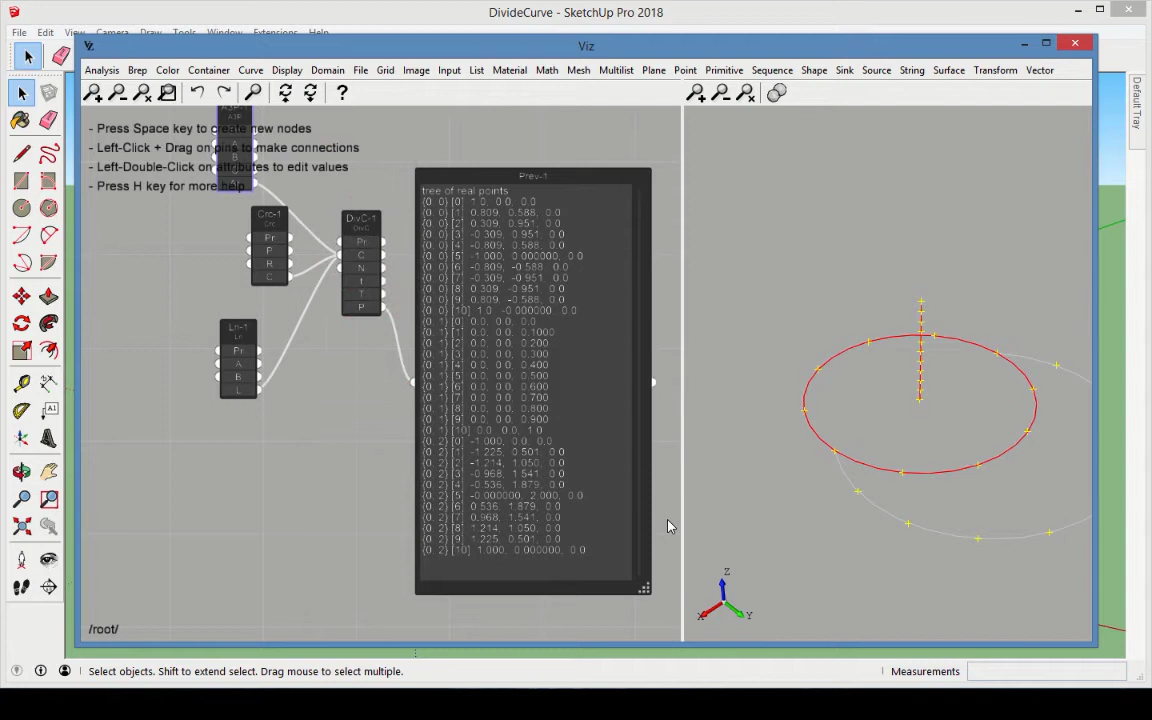 DivideCurve - SketchUp Pro 2018
File Edit View Camera Draw Tools Window Extensions Help
Viz
Analysis Brep Color Container Curve Display Domain File Grid Image Input List Material Math Mesh Multilist Plane Point Primitive Sequence Shape Sink Source String Surface Transform Vector
- Press Space key to create new nodes
- Left-Click + Drag on pins to make connections
- Left-Double-Click on attributes to edit values
- Press H key for more help
A3P-1
A3P
A
B
Crc-1
Crc
Pr
P
R
C
DivC-1
DivC
Pr
C
N
t
T
P
Ln-1
Ln
Pr
A
B
L
Prev-1
tree of real points
{0 0} [0] 1 0, 0 0, 0.0
{0 0} [1] 0.809, 0.588, 0.0
{0 0} [2] 0.309, 0.951, 0.0
{0 0} [3] -0.309, 0.951, 0.0
{0 0} [4] -0.809, 0.588, 0.0
{0 0} [5] -1.000, 0.000000, 0 0
{0 0} [6] -0.809, -0.588 0.0
{0 0} [7] -0.309, -0.951 0.0
{0 0} [8] 0.309, -0.951, 0.0
{0 0} [9] 0.809, -0.588, 0.0
{0 0} [10] 1 0, -0.000000, 0.0
{0 1} [0] 0.0, 0 0, 0.0
{0 1} [1] 0.0, 0 0, 0.1000
{0 1} [2] 0.0, 0 0, 0.200
{0 1} [3] 0.0, 0 0, 0.300
{0 1} [4] 0.0, 0 0, 0.400
{0 1} [5] 0.0, 0 0, 0.500
{0 1} [6] 0.0, 0 0, 0.600
{0 1} [7] 0.0, 0 0, 0.700
{0 1} [8] 0.0, 0 0, 0.800
{0 1} [9] 0.0, 0 0, 0.900
{0 1} [10] 0.0, 0 0, 1 0
{0 2} [0] -1.000, 0 0, 0.0
{0 2} [1] -1.225, 0.501, 0 0
{0 2} [2] -1.214, 1.050, 0 0
{0 2} [3] -0.968, 1.541, 0 0
{0 2} [4] -0.536, 1.879, 0 0
{0 2} [5] -0.000000, 2.000, 0 0
{0 2} [6] 0.536, 1.879, 0 0
{0 2} [7] 0.968, 1.541, 0 0
{0 2} [8] 1.214, 1.050, 0 0
{0 2} [9] 1.225, 0.501, 0 0
{0 2} [10] 1.000, 0.000000, 0 0
Default Tray
A1
Z
X
Y
/root/
Select objects. Shift to extend select. Drag mouse to select multiple.
Measurements